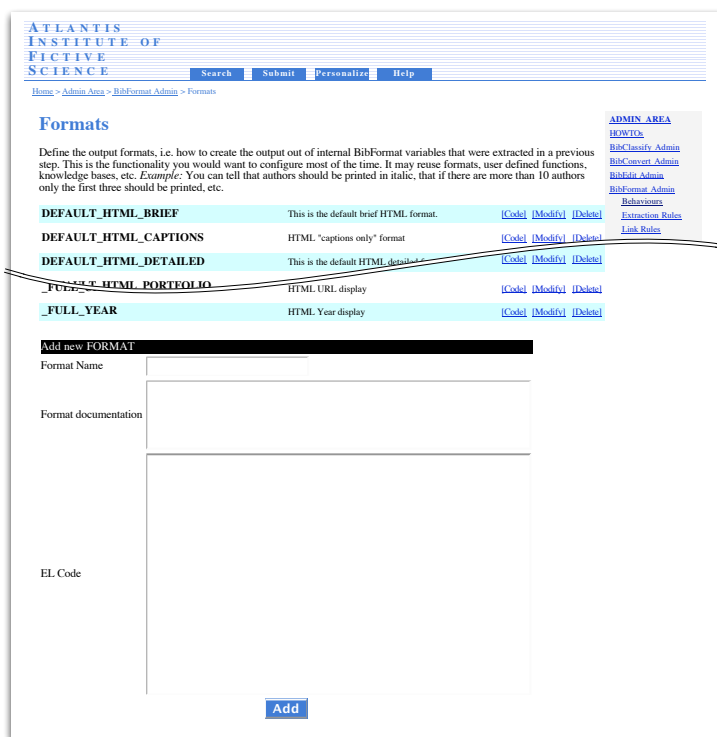 ATLANTIS
INSTITUTE OF
FICTIVE
SCIENCE
Search Submit Personalize Help
Home > Admin Area > BibFormat Admin > Formats
Formats
Define the output formats, i.e. how to create the output out of internal BibFormat variables that were extracted in a previous
step. This is the functionality you would want to configure most of the time. It may reuse formats, user defined functions,
knowledge bases, etc. Example: You can tell that authors should be printed in italic, that if there are more than 10 authors
only the first three should be printed, etc.
ADMIN AREA
HOWTOs
BibClassify Admin
BibConvert Admin
BibEdit Admin
BibFormat Admin
Behaviours
Extraction Rules
Link Rules
DEFAULT_HTML_BRIEF This is the default brief HTML format. [Code] [Modify] [Delete]
DEFAULT_HTML_CAPTIONS HTML "captions only" format [Code] [Modify] [Delete]
DEFAULT_HTML_DETAILED This is the default HTML detailed [Code] [Modify] [Delete]
DEFAULT_HTML_PORTFOLIO
HTML URL display [Code] [Modify] [Delete]
_FULL_YEAR HTML Year display [Code] [Modify] [Delete]
Add new FORMAT
Format Name
Format documentation
EL Code
Add